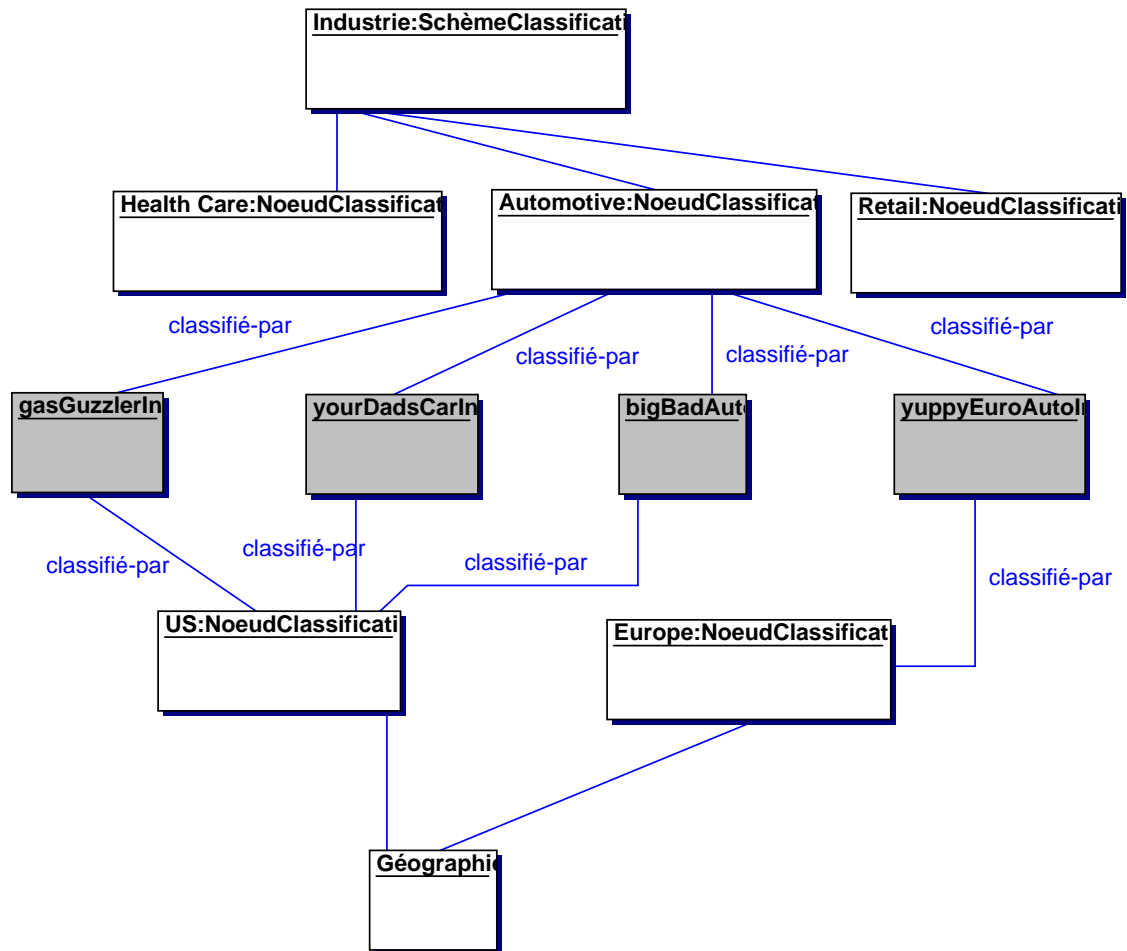 Industrie:SchèmeClassificati
Health Care:NoeudClassificat
Automotive:NoeudClassificat
Retail:NoeudClassificati
classifié-par
classifié-par
classifié-par
classifié-par
gasGuzzlerIn
yourDadsCarIn
bigBadAuto
yuppyEuroAutoIn
classifié-par
classifié-par
classifié-par
classifié-par
US:NoeudClassificati
Europe:NoeudClassificat
Géographie